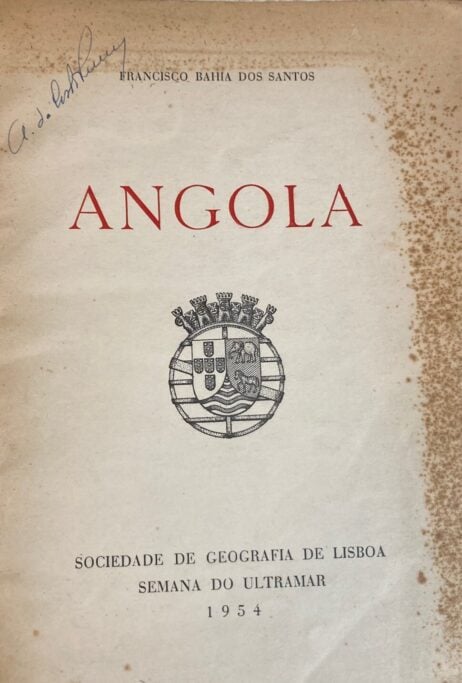 FRANCISCO BAHIA DOS SANTOS
ANGOLA
SOCIEDADE DE GEOGRAFIA DE LISBOA
SEMANA DO ULTRAMAR
1954